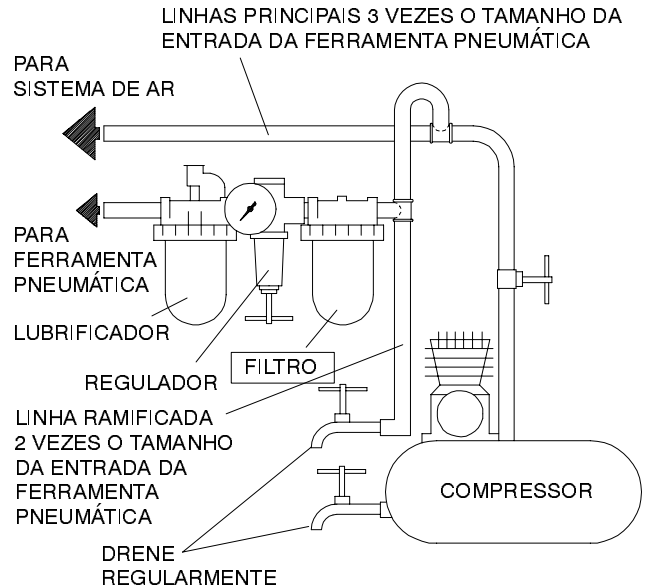 LINHAS PRINCIPAIS 3 VEZES O TAMANHO DA
ENTRADA DA FERRAMENTA PNEUMÁTICA
PARA
SISTEMA DE AR
PARA
FERRAMENTA
PNEUMÁTICA
LUBRIFICADOR
REGULADOR
FILTRO
LINHA RAMIFICADA
2 VEZES O TAMANHO
DA ENTRADA DA
FERRAMENTA
PNEUMÁTICA
COMPRESSOR
DRENE
REGULARMENTE